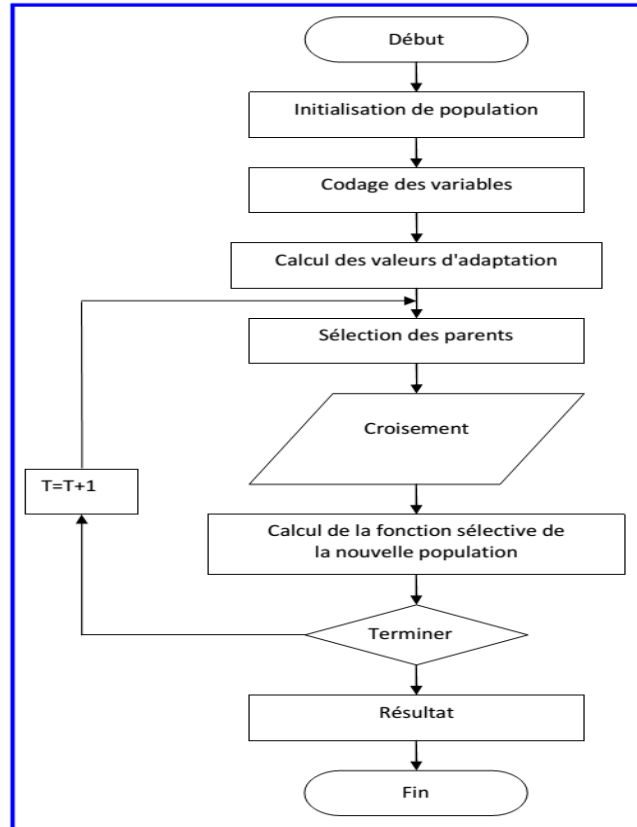 Début
Initialisation de population
Codage des variables
Calcul des valeurs d'adaptation
Sélection des parents
Croisement
T=T+1
Calcul de la fonction sélective de
la nouvelle population
Terminer
Résultat
Fin